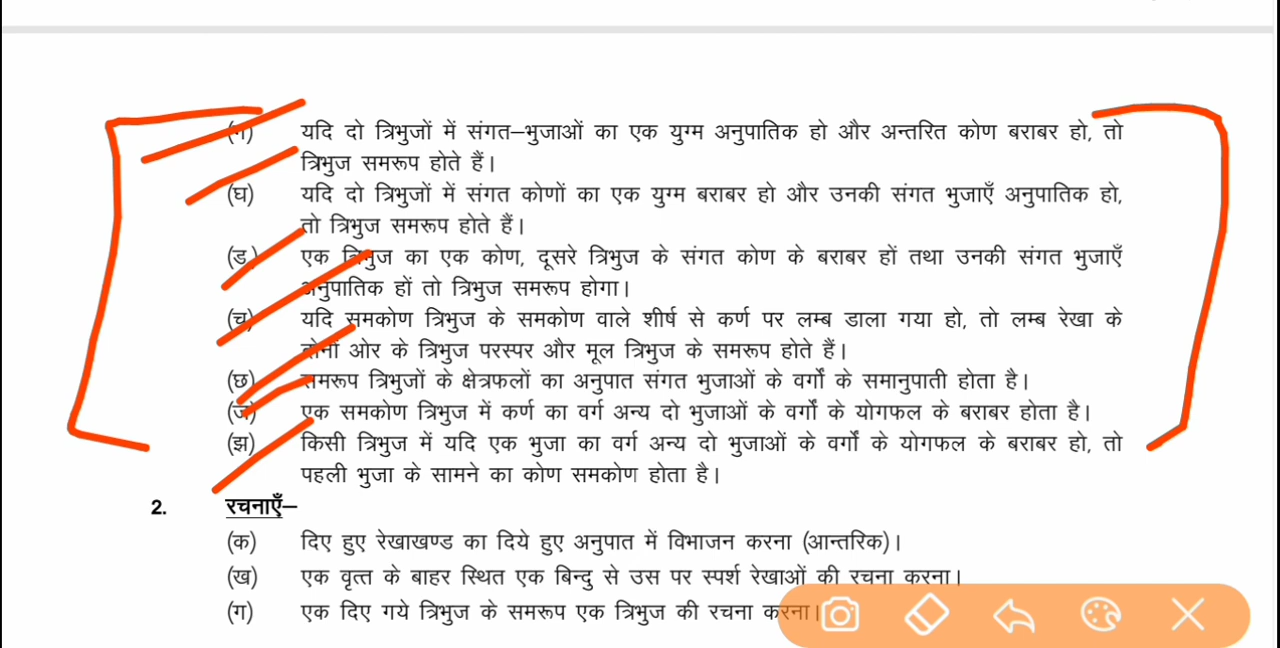 (ग) यदि दो त्रिभुजों में संगत–भुजाओं का एक युग्म अनुपातिक हो और अन्तरित कोण बराबर हो, तो
त्रिभुज समरूप होते हैं।
(घ) यदि दो त्रिभुजों में संगत कोणों का एक युग्म बराबर हो और उनकी संगत भुजाएँ अनुपातिक हो,
तो त्रिभुज समरूप होते हैं।
(ड.) एक त्रिभुज का एक कोण, दूसरे त्रिभुज के संगत कोण के बराबर हों तथा उनकी संगत भुजाएँ
अनुपातिक हों तो त्रिभुज समरूप होगा।
(च) यदि समकोण त्रिभुज के समकोण वाले शीर्ष से कर्ण पर लम्ब डाला गया हो, तो लम्ब रेखा के
दोनों ओर के त्रिभुज परस्पर और मूल त्रिभुज के समरूप होते हैं।
(छ) समरूप त्रिभुजों के क्षेत्रफलों का अनुपात संगत भुजाओं के वर्गों के समानुपाती होता है।
(ज) एक समकोण त्रिभुज में कर्ण का वर्ग अन्य दो भुजाओं के वर्गों के योगफल के बराबर होता है।
(झ) किसी त्रिभुज में यदि एक भुजा का वर्ग अन्य दो भुजाओं के वर्गों के योगफल के बराबर हो, तो
पहली भुजा के सामने का कोण समकोण होता है।
2. रचनाएँ–
(क) दिए हुए रेखाखण्ड का दिये हुए अनुपात में विभाजन करना (आन्तरिक)।
(ख) एक वृत्त के बाहर स्थित एक बिन्दु से उस पर स्पर्श रेखाओं की रचना करना।
(ग) एक दिए गये त्रिभुज के समरूप एक त्रिभुज की रचना करना।